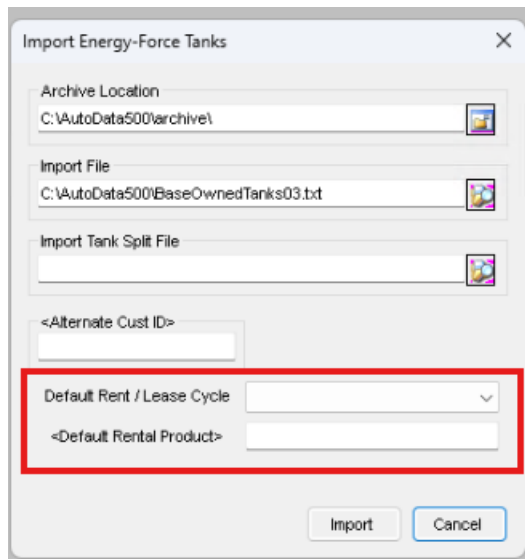 Import Energy-Force Tanks
Archive Location
C:\AutoData500\archive\
Import File
C:\AutoData500\BaseOwnedTanks03.txt
Import Tank Split File
<Alternate Cust ID>
Default Rent / Lease Cycle
<Default Rental Product>
Import Cancel